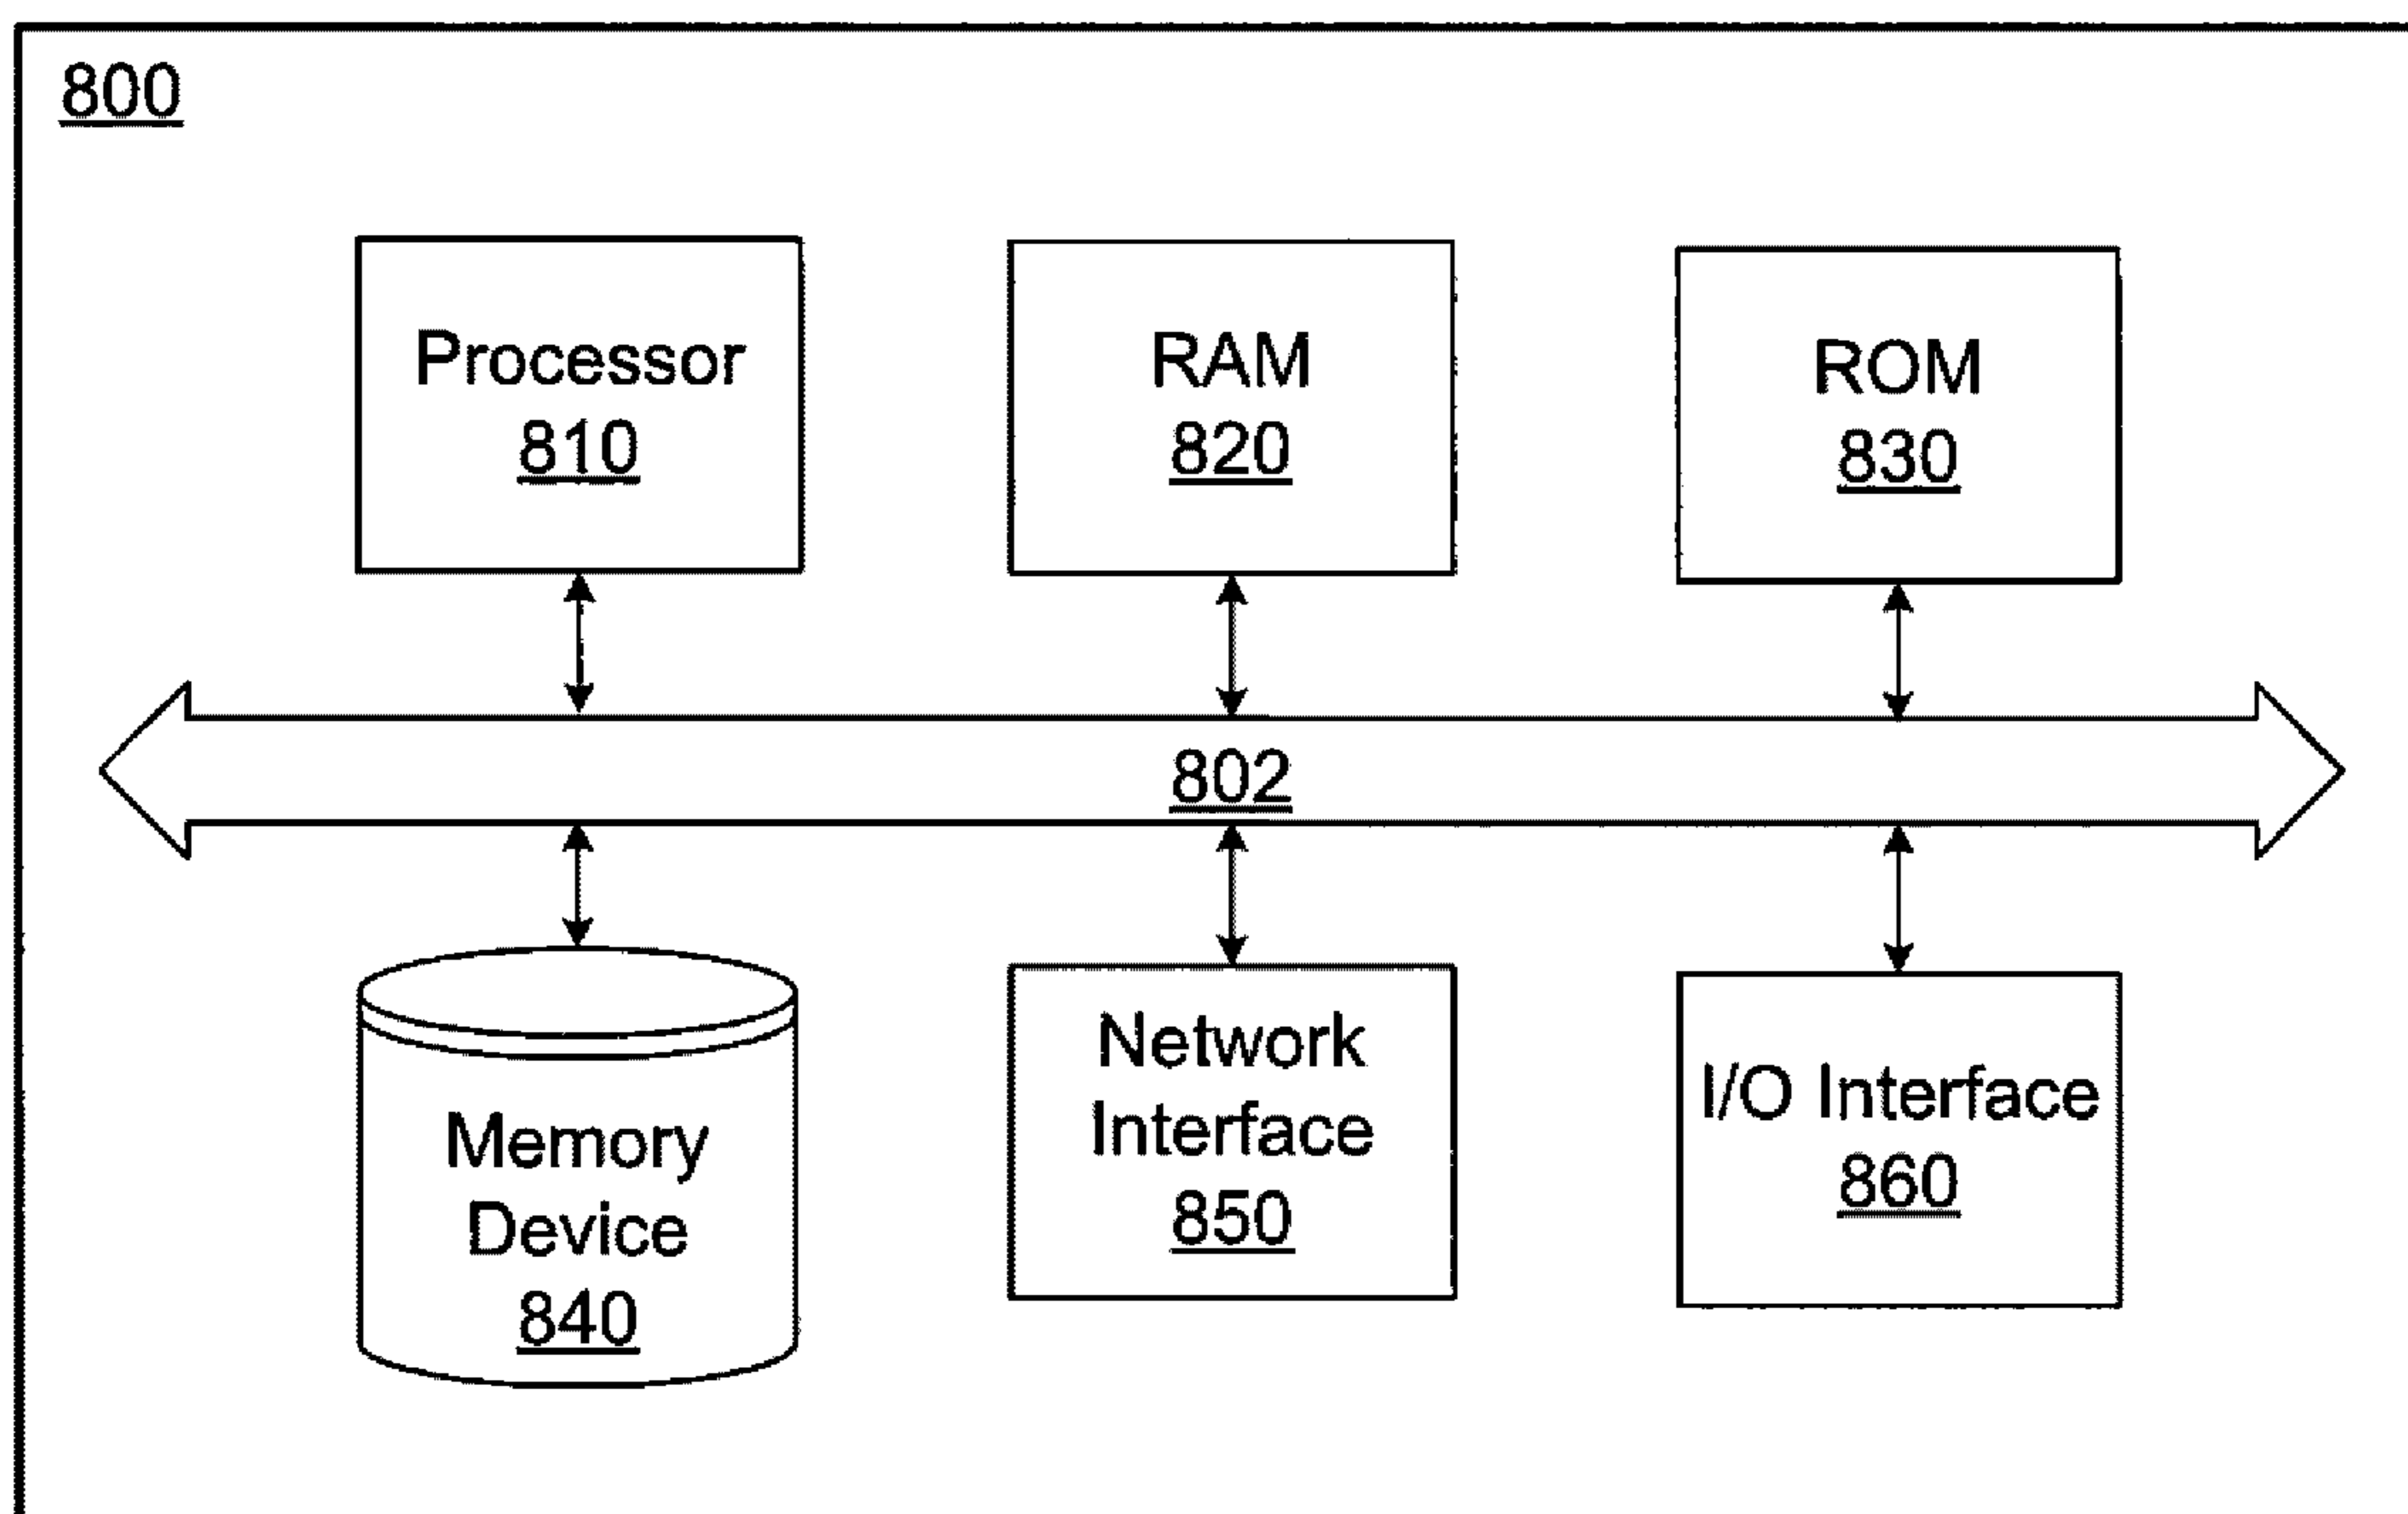 800
Processor
810
RAM
820
ROM
830
802
Memory
Device
840
Network
Interface
850
I/O Interface
860